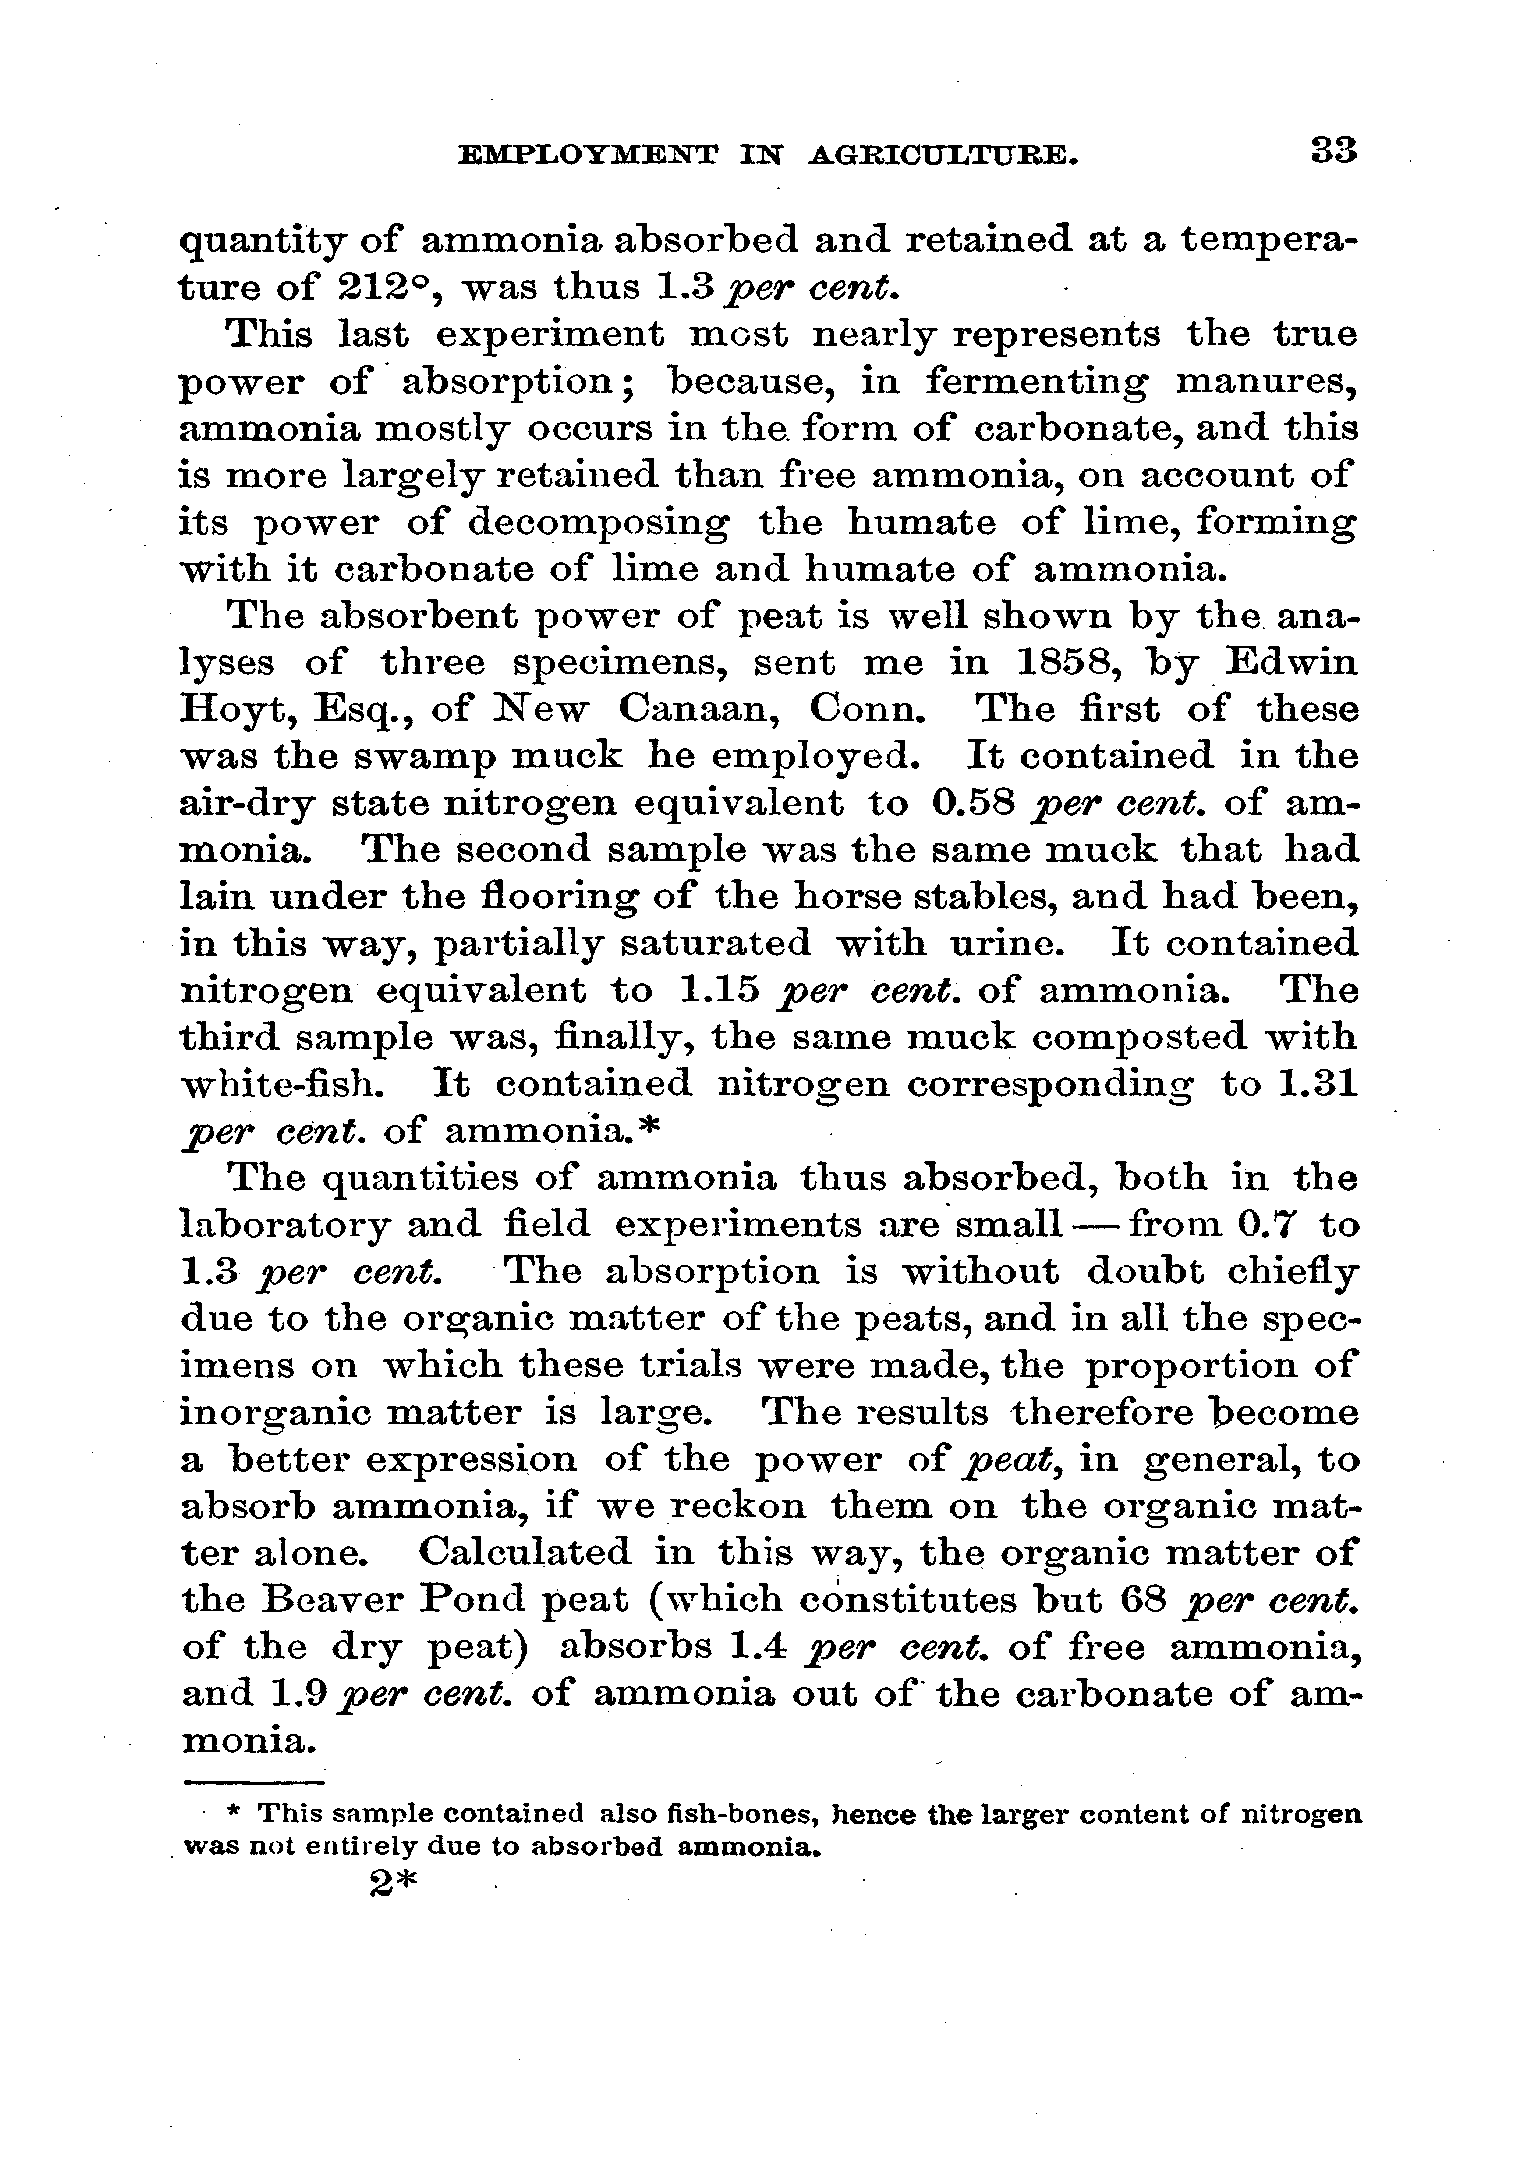 EMPLOYMENT IN AGRICULTURE. 33
quantity of ammonia absorbed and retained at a tempera-
ture of 212°, was thus 1.3 per cent.
This last experiment most nearly represents the true
power of absorption; because, in fermenting manures,
ammonia mostly occurs in the form of carbonate, and this
is more largely retained than free ammonia, on account of
its power of decomposing the humate of lime, forming
with it carbonate of lime and humate of ammonia.
The absorbent power of peat is well shown by the ana-
lyses of three specimens, sent me in 1858, by Edwin
Hoyt, Esq., of New Canaan, Conn. The first of these
was the swamp muck he employed. It contained in the
air-dry state nitrogen equivalent to 0.58 per cent. of am-
monia. The second sample was the same muck that had
lain under the flooring of the horse stables, and had been,
in this way, partially saturated with urine. It contained
nitrogen equivalent to 1.15 per cent. of ammonia. The
third sample was, finally, the same muck composted with
white-fish. It contained nitrogen corresponding to 1.31
per cent. of ammonia.*
The quantities of ammonia thus absorbed, both in the
laboratory and field experiments are small — from 0.7 to
1.3 per cent. The absorption is without doubt chiefly
due to the organic matter of the peats, and in all the spec-
imens on which these trials were made, the proportion of
inorganic matter is large. The results therefore become
a better expression of the power of peat, in general, to
absorb ammonia, if we reckon them on the organic mat-
ter alone. Calculated in this way, the organic matter of
the Beaver Pond peat (which constitutes but 68 per cent.
of the dry peat) absorbs 1.4 per cent. of free ammonia,
and 1.9 per cent. of ammonia out of the carbonate of am-
monia.
* This sample contained also fish-bones, hence the larger content of nitrogen
was not entirely due to absorbed ammonia.
2*